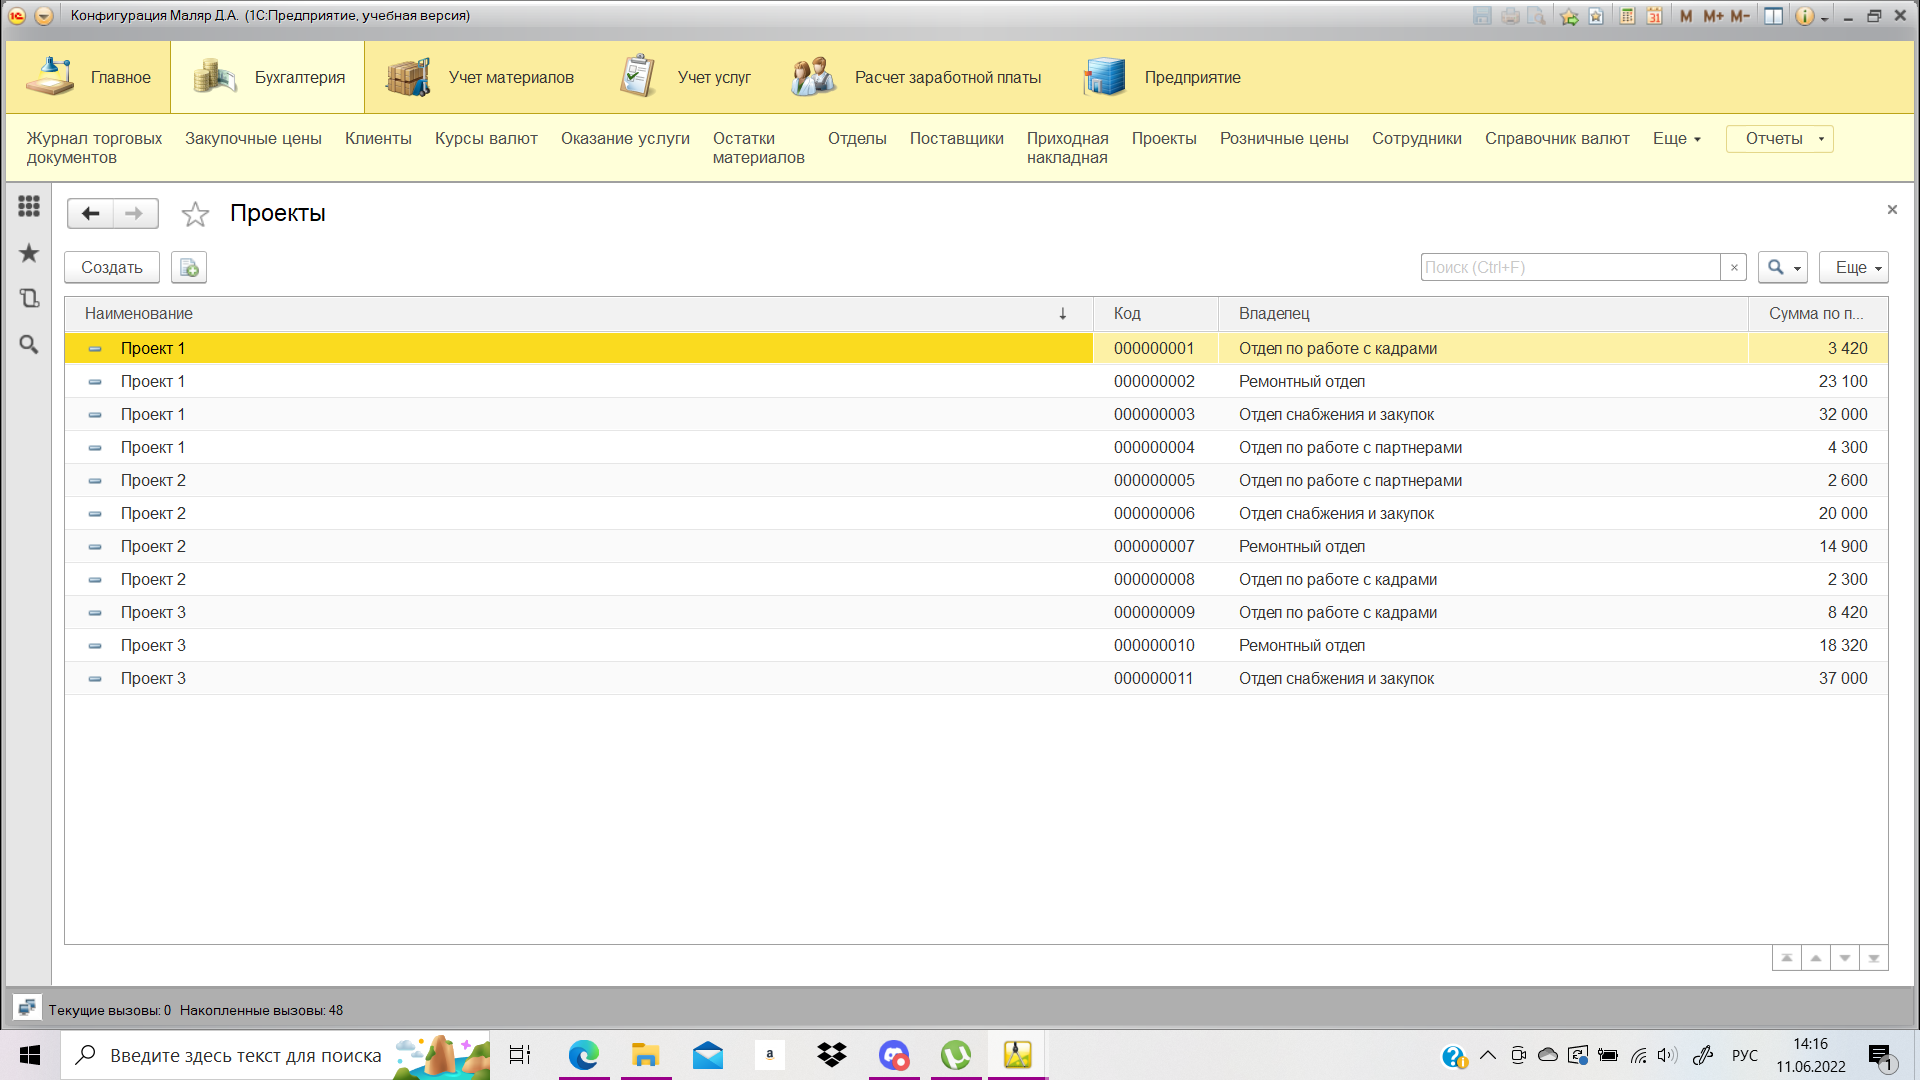 Конфигурация Маляр Д.А. (1С:Предприятие, учебная версия)
M M+ M-
Главное Бухгалтерия Учет материалов Учет услуг Расчет заработной платы Предприятие
Журнал торговых документов Закупочные цены Клиенты Курсы валют Оказание услуги Остатки материалов Отделы Поставщики Приходная накладная Проекты Розничные цены Сотрудники Справочник валют Еще Отчеты
Проекты
Создать Поиск (Ctrl+F) Еще
Наименование Код Владелец Сумма по п...
Проект 1 000000001 Отдел по работе с кадрами 3 420
Проект 1 000000002 Ремонтный отдел 23 100
Проект 1 000000003 Отдел снабжения и закупок 32 000
Проект 1 000000004 Отдел по работе с партнерами 4 300
Проект 2 000000005 Отдел по работе с партнерами 2 600
Проект 2 000000006 Отдел снабжения и закупок 20 000
Проект 2 000000007 Ремонтный отдел 14 900
Проект 2 000000008 Отдел по работе с кадрами 2 300
Проект 3 000000009 Отдел по работе с кадрами 8 420
Проект 3 000000010 Ремонтный отдел 18 320
Проект 3 000000011 Отдел снабжения и закупок 37 000
Текущие вызовы: 0 Накопленные вызовы: 48
Введите здесь текст для поиска
a
РУС
14:16
11.06.2022
1